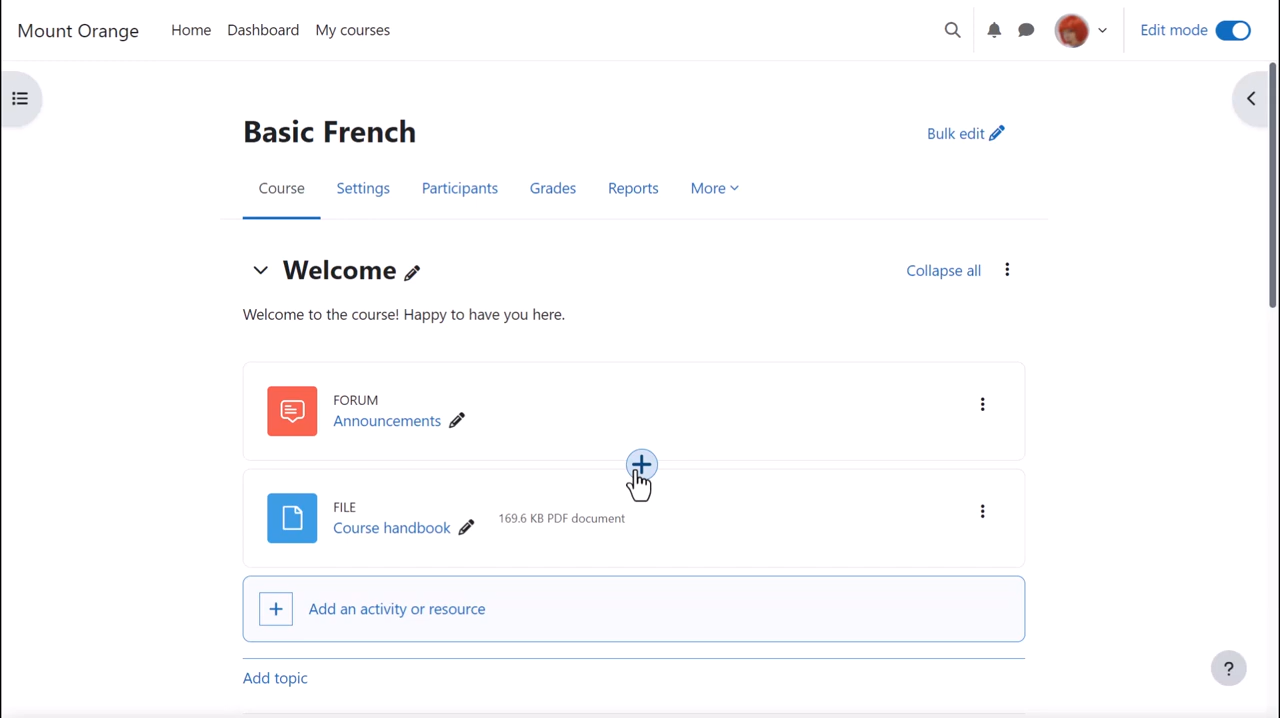 Mount Orange Home Dashboard My courses Edit mode
Basic French
Bulk edit
Course Settings Participants Grades Reports More
Welcome
Collapse all
Welcome to the course! Happy to have you here.
FORUM
Announcements
FILE
Course handbook 169.6 KB PDF document
Add an activity or resource
Add topic
?